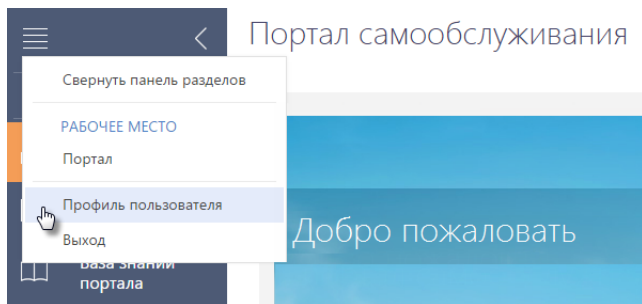 Портал самообслуживания
Свернуть панель разделов
РАБОЧЕЕ МЕСТО
Портал
Профиль пользователя
Выход
Добро пожаловать
База знаний
портала